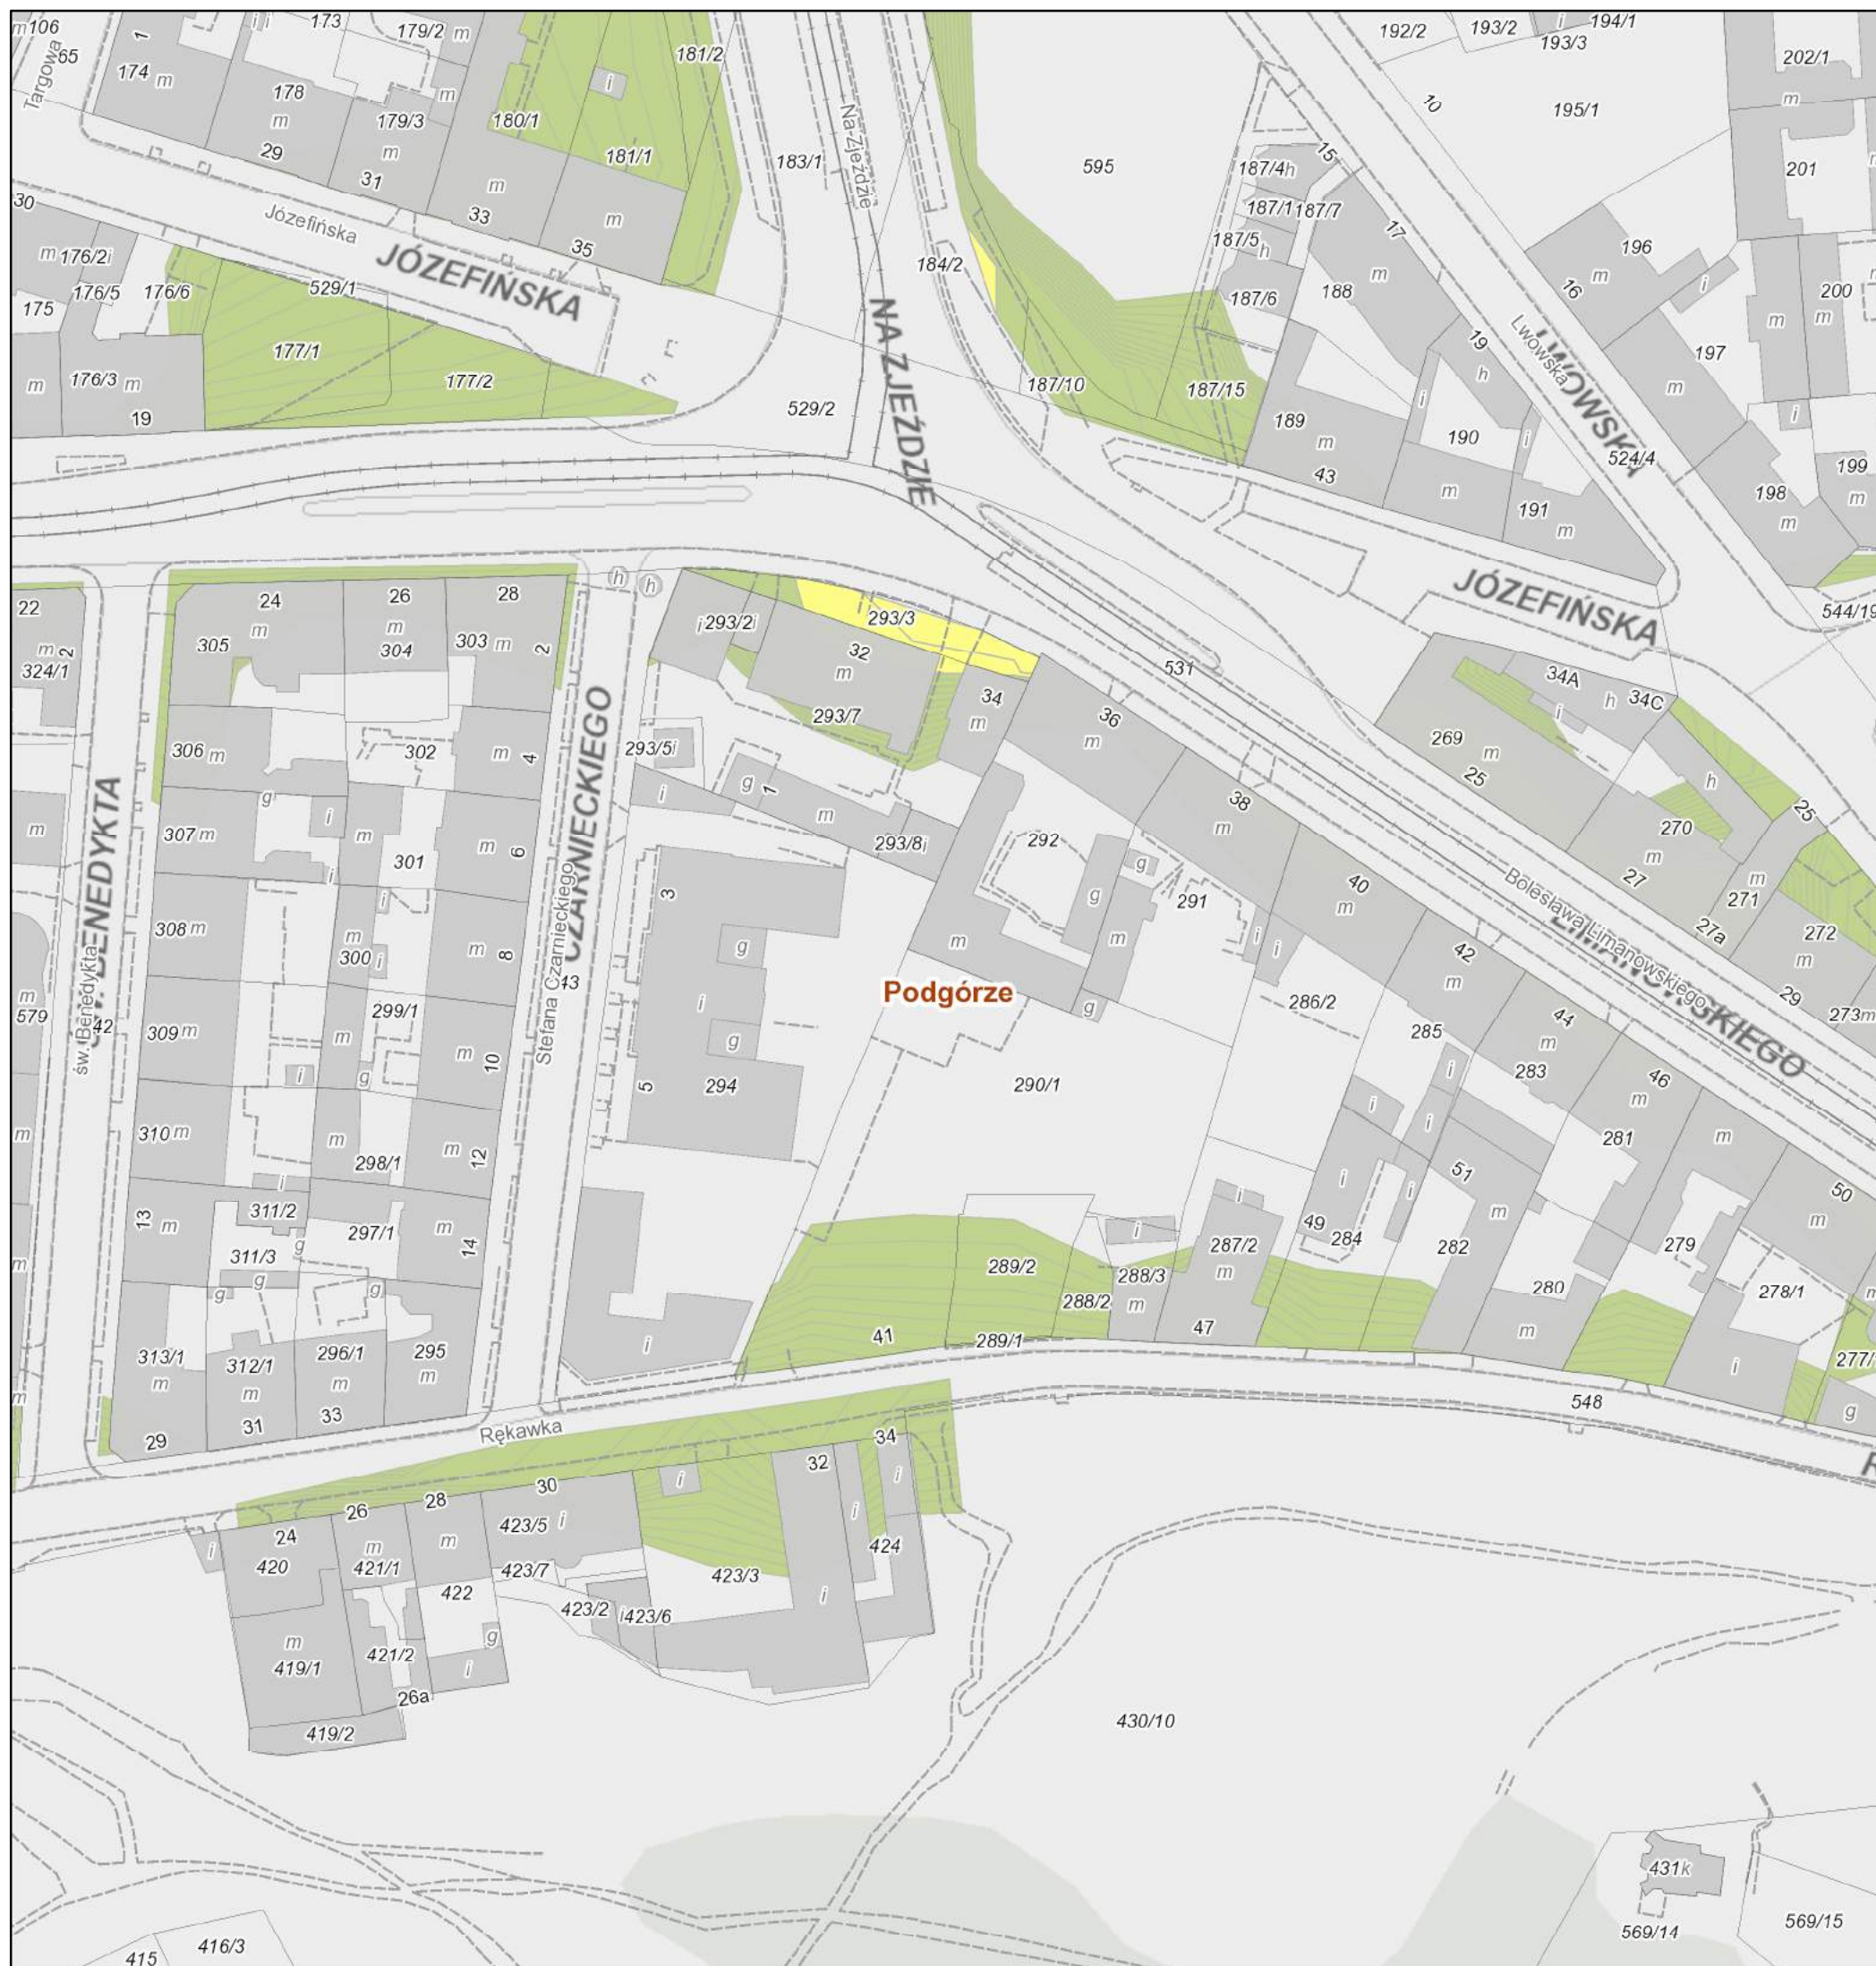 m106
65
Targowa
1
174 m
i
i
173
179/2 m
178
m
179/3
m
m
29
31
180/1
m
33
35
i
181/2
181/1
m
183/1
Na Zjeździe
595
192/2
193/2
i
194/1
193/3
202/1
m
10
195/1
201
30
Józefińska
JÓZEFIŃSKA
m 176/2i
176/5
176/6
175
529/1
177/1
177/2
m
176/3 m
19
529/2
NA ZJEŹDZIE
184/2
187/4h
187/1
187/7
187/5
h
187/6
187/10
187/15
15
17
m
188
19
h
189
m
43
i
190
i
m
191
m
Lwowska
LWOWSKA
524/4
196
m
16
i
197
m
m
m
200
i
198
m
199
m
JÓZEFIŃSKA
544/19
22
m
2
324/1
24
m
305
26
m
304
28
303 m
2
h
h
293/2i
i
293/3
32
m
293/7
34
m
531
36
m
34A
h
34C
i
269
m
25
h
306 m
302
m
4
293/5i
CZARNIECKIEGO
g
1
m
i
293/8i
38
m
270
m
27
25
m
271
27a
m
ŚW. BENEDYKTA
g
i
307 m
i
m
301
m
6
3
292
g
g
291
40
m
308 m
i
m
300
i
m
8
g
m
m
i
i
42
m
Bolesława Limanowskiego
LIMANOWSKIEGO
272
m
29
273m
m
579
św. Benedykta
42
309 m
299/1
m
g
m
10
Stefana Czarnieckiego
43
i
g
5
294
Podgórze
g
286/2
285
44
m
283
290/1
i
i
i
46
m
281
m
310 m
i
m
298/1
m
12
m
i
49
284
i
51
m
282
m
279
50
m
13
m
i
311/2
311/3
g
297/1
m
14
g
g
g
289/2
i
288/3
m
288/2
i
287/2
m
47
280
m
278/1
i
277/
g
m
m
313/1
m
29
312/1
m
31
296/1
m
33
295
m
i
41
289/1
548
Rękawka
R
24
420
i
26
m
421/1
28
m
422
30
423/5 i
423/7
i
423/3
32
i
34
i
i
424
423/2
i423/6
m
419/1
421/2
g
i
26a
419/2
430/10
431k
569/14
569/15
416/3
415